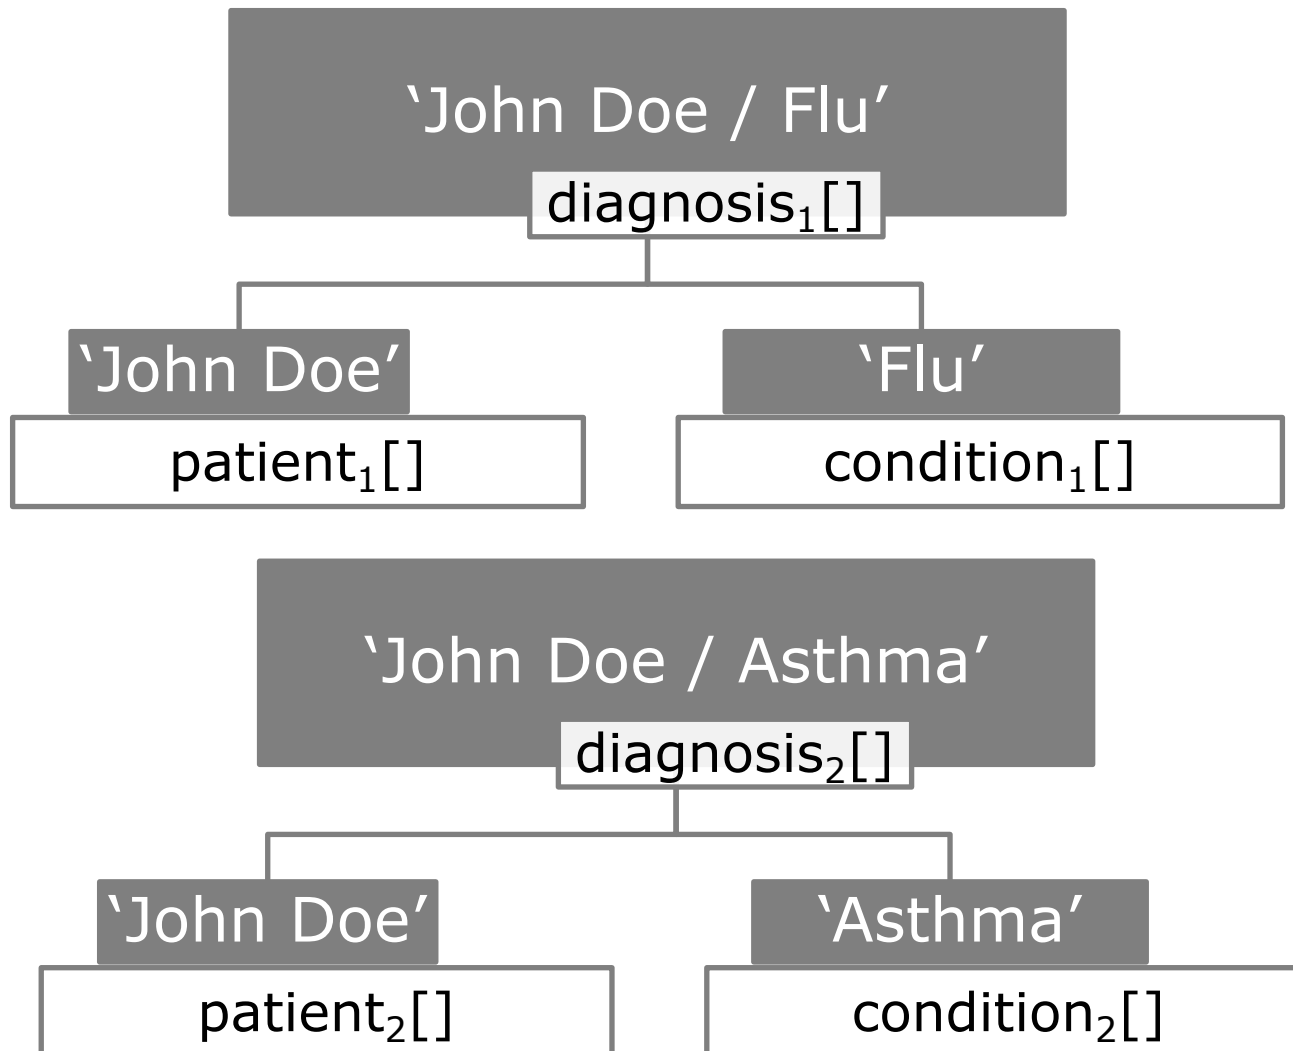 ‘John Doe / Flu’
diagnosis₁[]
‘John Doe’
‘Flu’
patient₁[]
condition₁[]
‘John Doe / Asthma’
diagnosis₂[]
‘John Doe’
‘Asthma’
patient₂[]
condition₂[]